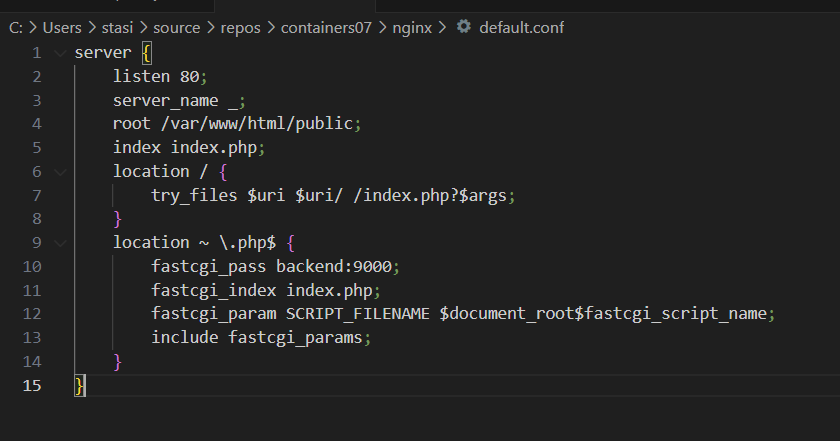 C: > Users > stasi > source > repos > containers07 > nginx > default.conf
1 server {
2     listen 80;
3     server_name _;
4     root /var/www/html/public;
5     index index.php;
6     location / {
7         try_files $uri $uri/ /index.php?$args;
8     }
9     location ~ \.php$ {
10         fastcgi_pass backend:9000;
11         fastcgi_index index.php;
12         fastcgi_param SCRIPT_FILENAME $document_root$fastcgi_script_name;
13         include fastcgi_params;
14     }
15 }